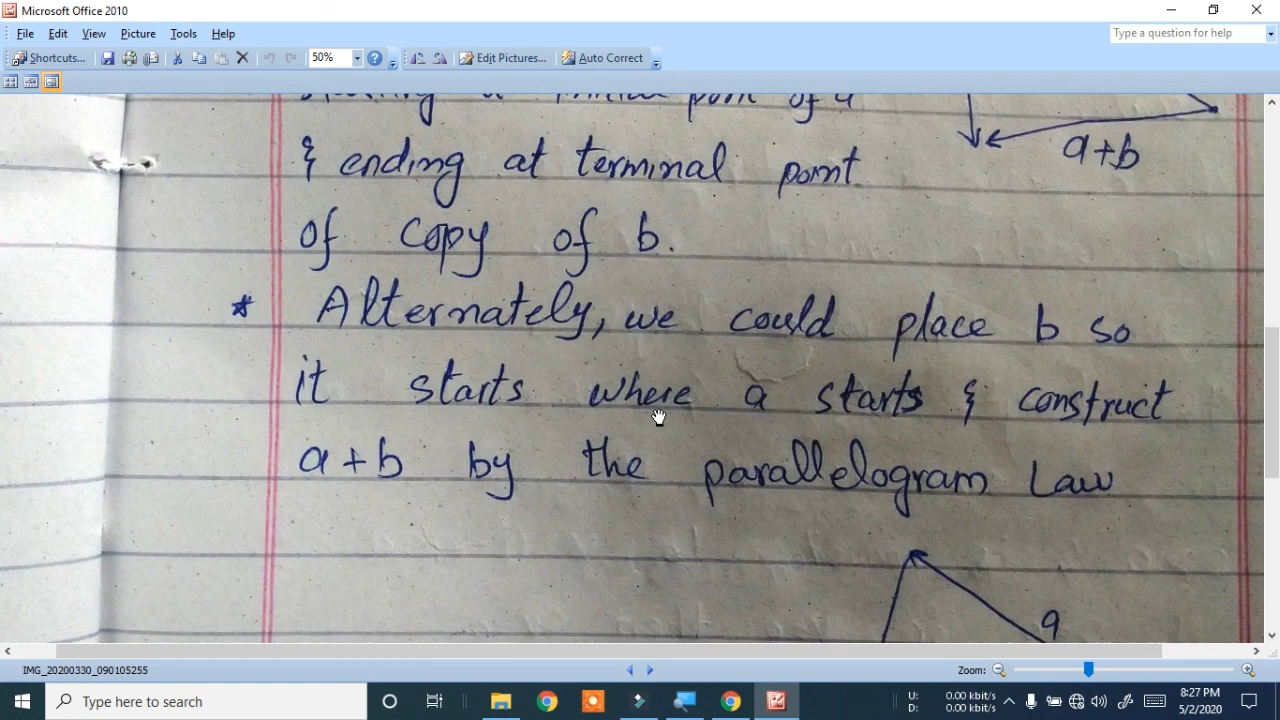 Microsoft Office 2010
File Edit View Picture Tools Help
Type a question for help
Shortcuts... 50% Edit Pictures... Auto Correct
point of a
a+b
& ending at terminal point
of copy of b.
* Alternately, we could place b so
it starts where a starts & construct
a+b by the parallelogram Law
a
IMG_20200330_090105255
Zoom:
Type here to search
U: 0.00 kbit/s
D: 0.00 kbit/s
8:27 PM
5/2/2020